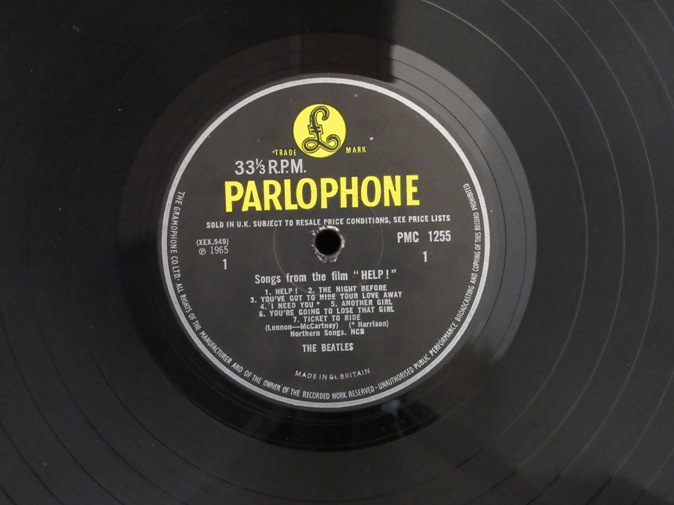 £
TRADE MARK
33⅓ R.P.M.
PARLOPHONE
SOLD IN U.K. SUBJECT TO RESALE PRICE CONDITIONS, SEE PRICE LISTS
(XEX.549)
℗ 1965
PMC 1255
1
1
Songs from the film "HELP!"
1. HELP! 2. THE NIGHT BEFORE
3. YOU'VE GOT TO HIDE YOUR LOVE AWAY
4. I NEED YOU * 5. ANOTHER GIRL
6. YOU'RE GOING TO LOSE THAT GIRL
7. TICKET TO RIDE
(Lennon—McCartney) (* Harrison)
Northern Songs. NCB
THE BEATLES
MADE IN Gt. BRITAIN
THE GRAMOPHONE CO. LTD. · ALL RIGHTS OF THE MANUFACTURER AND OF THE OWNER OF THE RECORDED WORK RESERVED · UNAUTHORISED PUBLIC PERFORMANCE BROADCASTING AND COPYING OF THIS RECORD PROHIBITED